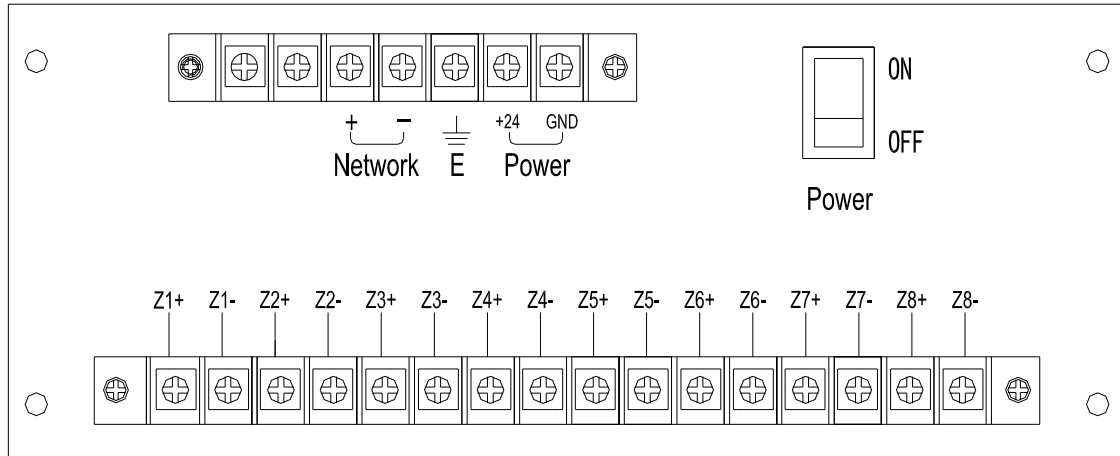 ON
+ − +24 GND
OFF
Network E Power
Power
Z1+ Z1- Z2+ Z2- Z3+ Z3- Z4+ Z4- Z5+ Z5- Z6+ Z6- Z7+ Z7- Z8+ Z8-